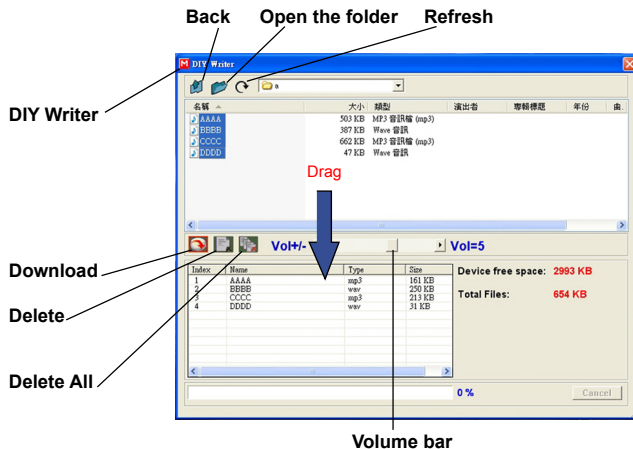 Back Open the folder Refresh
DIY Writer
a
DIY Writer
名稱 大小 類型 演出者 專輯標題 年份 曲.
AAAA 503 KB MP3 音訊檔 (mp3)
BBBB 387 KB Wave 音訊
CCCC 662 KB MP3 音訊檔 (mp3)
DDDD 47 KB Wave 音訊
Drag
Vol+/- Vol=5
Download
Delete
Delete All
Index Name Type Size
1 AAAA mp3 161 KB
2 BBBB wav 250 KB
3 CCCC mp3 213 KB
4 DDDD wav 31 KB
Device free space: 2993 KB
Total Files: 654 KB
0 % Cancel
Volume bar